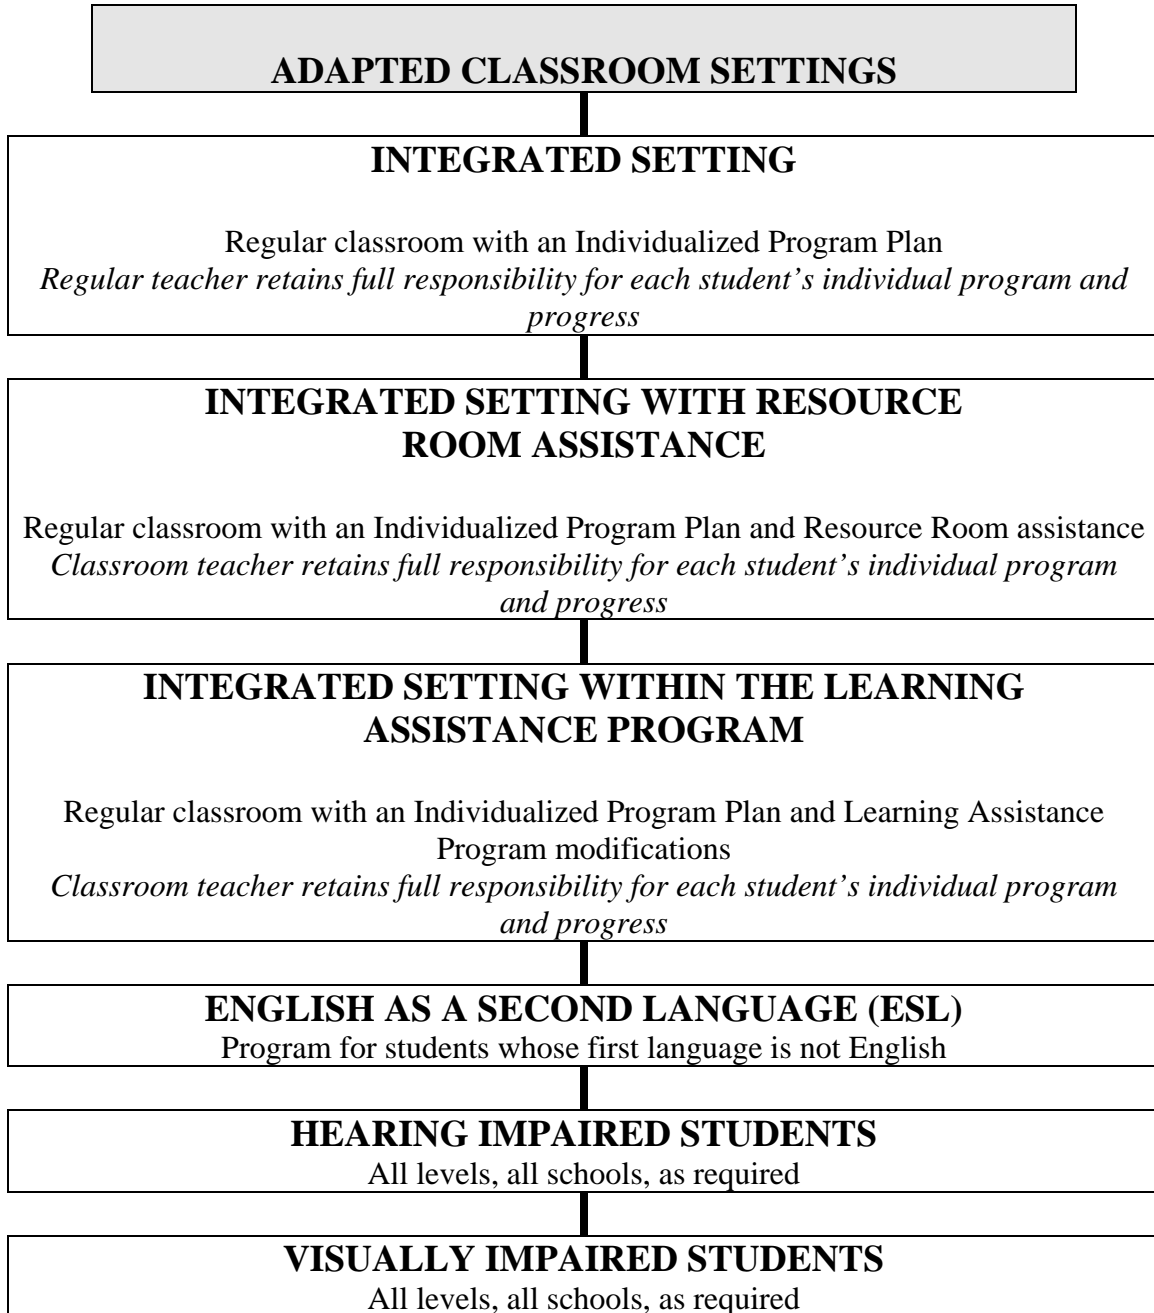 ADAPTED CLASSROOM SETTINGS
INTEGRATED SETTING
Regular classroom with an Individualized Program Plan
Regular teacher retains full responsibility for each student’s individual program and
progress
INTEGRATED SETTING WITH RESOURCE
ROOM ASSISTANCE
Regular classroom with an Individualized Program Plan and Resource Room assistance
Classroom teacher retains full responsibility for each student’s individual program
and progress
INTEGRATED SETTING WITHIN THE LEARNING
ASSISTANCE PROGRAM
Regular classroom with an Individualized Program Plan and Learning Assistance
Program modifications
Classroom teacher retains full responsibility for each student’s individual program
and progress
ENGLISH AS A SECOND LANGUAGE (ESL)
Program for students whose first language is not English
HEARING IMPAIRED STUDENTS
All levels, all schools, as required
VISUALLY IMPAIRED STUDENTS
All levels, all schools, as required